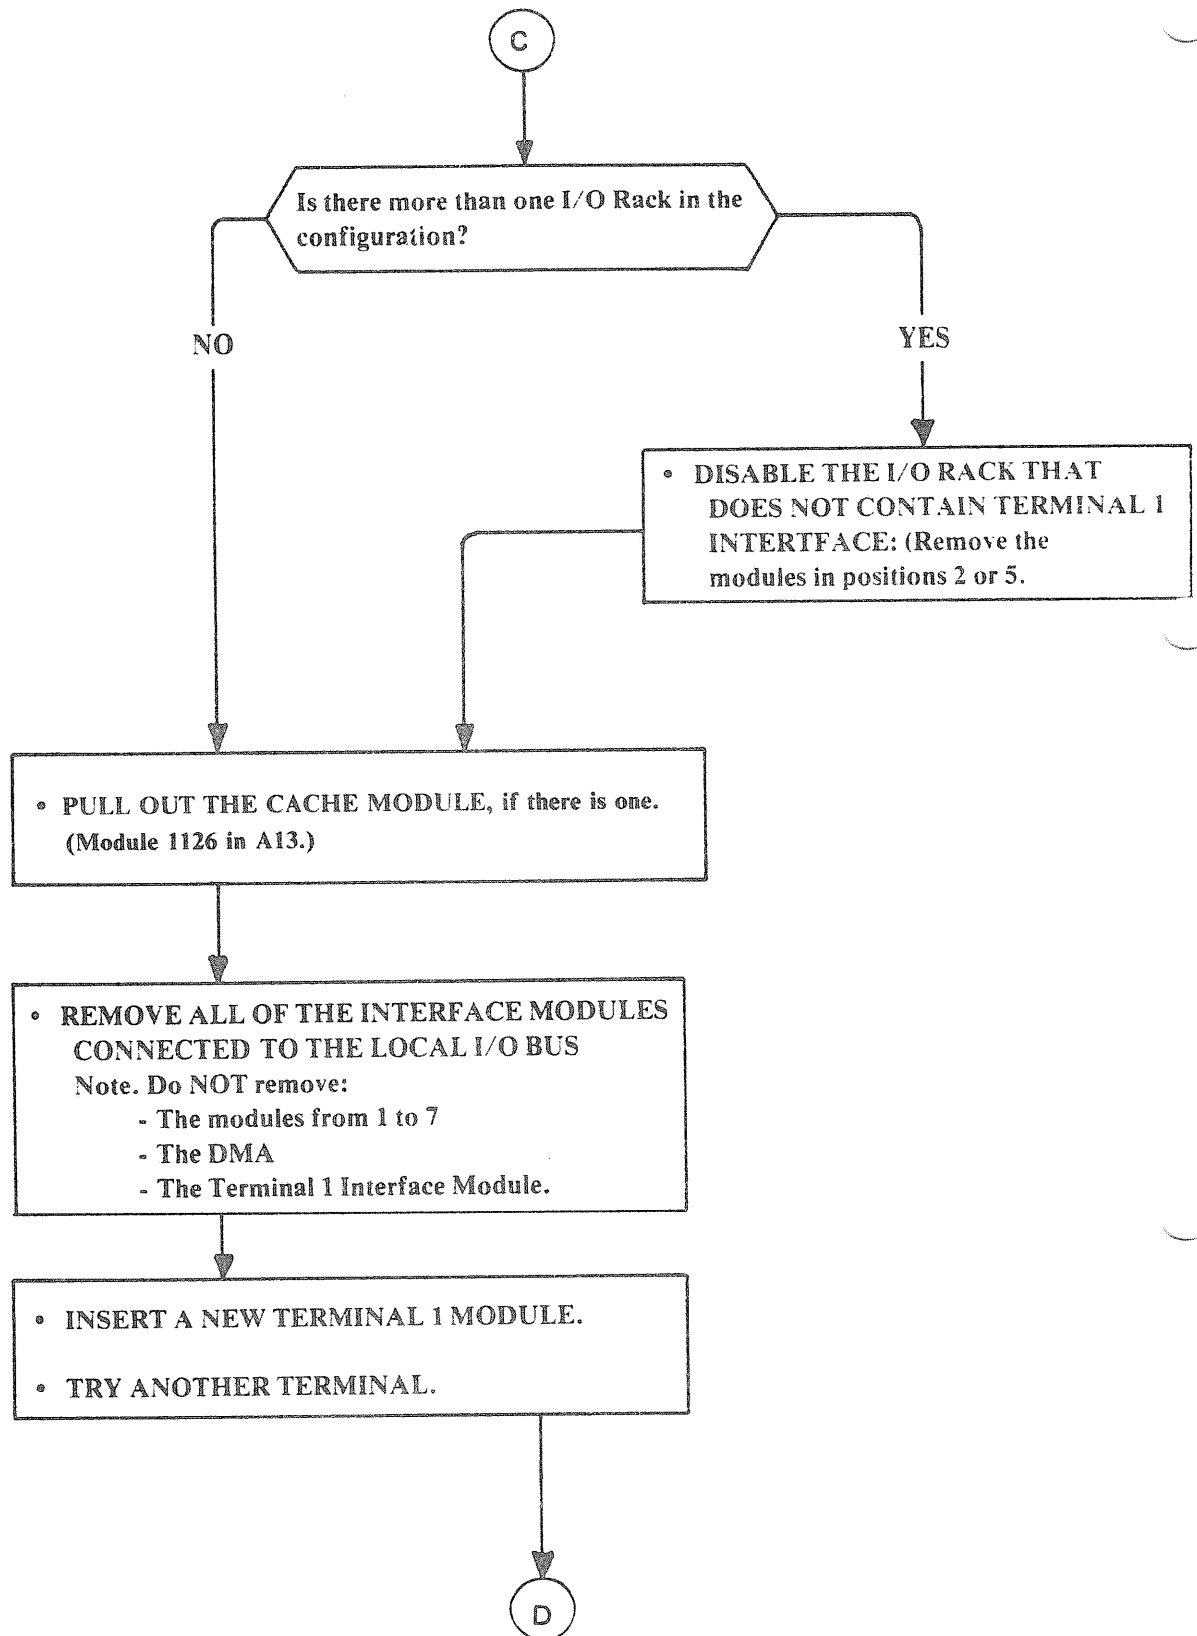 C
Is there more than one I/O Rack in the
configuration?
NO
YES
• DISABLE THE I/O RACK THAT
DOES NOT CONTAIN TERMINAL 1
INTERTFACE: (Remove the
modules in positions 2 or 5.
• PULL OUT THE CACHE MODULE, if there is one.
(Module 1126 in A13.)
• REMOVE ALL OF THE INTERFACE MODULES
CONNECTED TO THE LOCAL I/O BUS
Note. Do NOT remove:
- The modules from 1 to 7
- The DMA
- The Terminal 1 Interface Module.
• INSERT A NEW TERMINAL 1 MODULE.
• TRY ANOTHER TERMINAL.
D